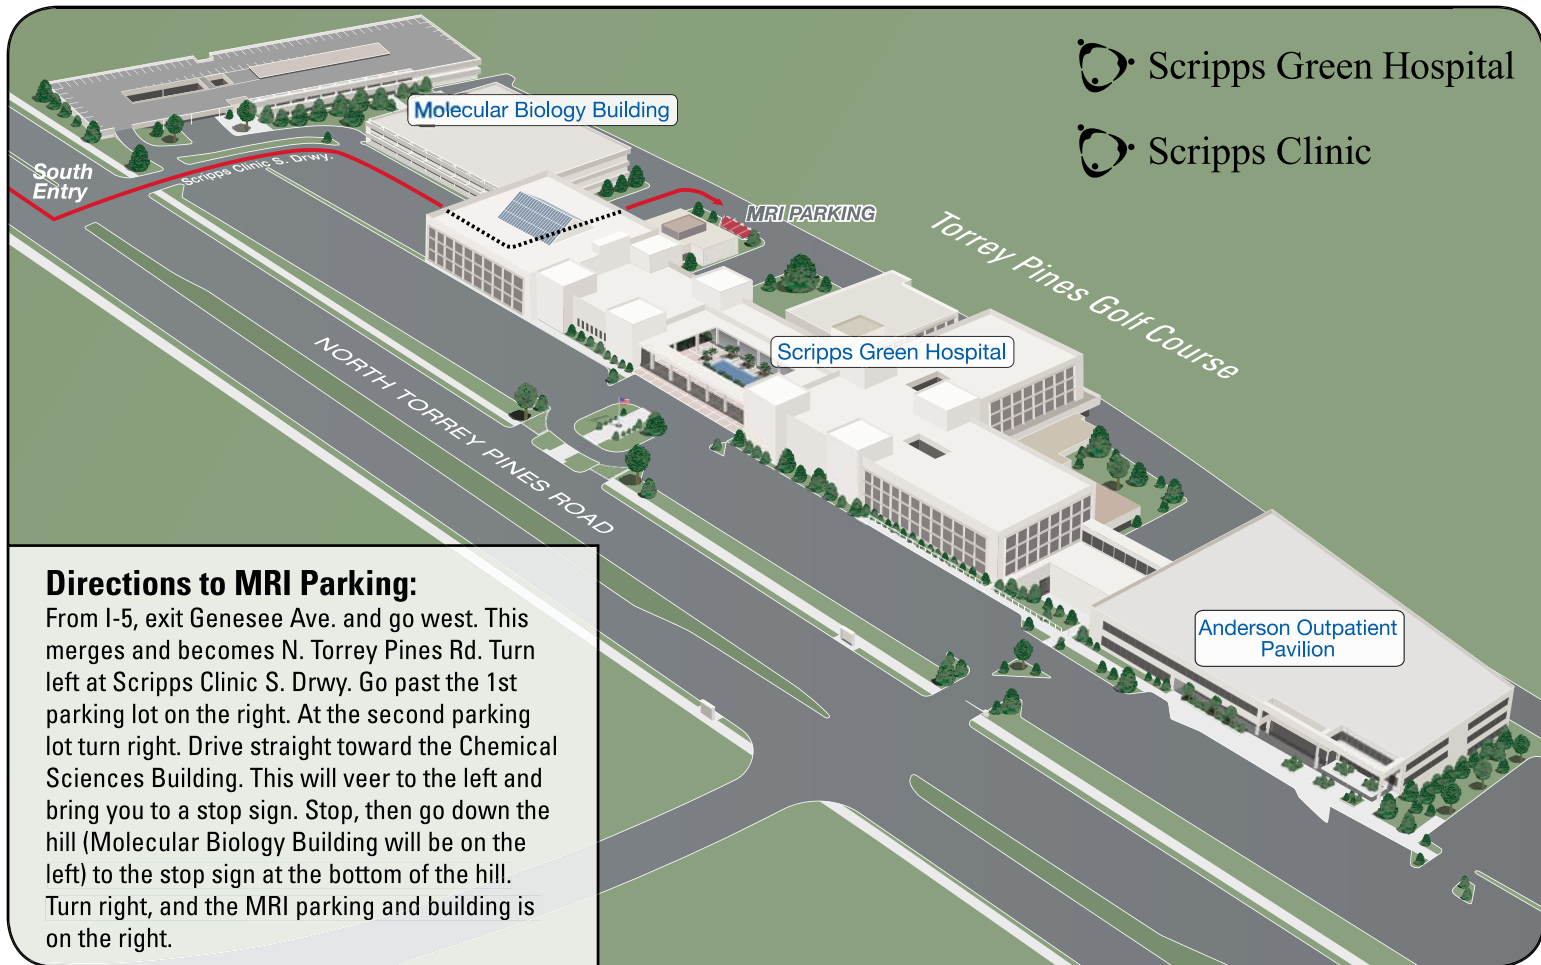 Scripps Green Hospital
Scripps Clinic
Molecular Biology Building
South
Entry
Scripps Clinic S. Drwy.
MRI PARKING
Torrey Pines Golf Course
Scripps Green Hospital
NORTH TORREY PINES ROAD
Anderson Outpatient
Pavilion
Directions to MRI Parking:
From I-5, exit Genesee Ave. and go west. This
merges and becomes N. Torrey Pines Rd. Turn
left at Scripps Clinic S. Drwy. Go past the 1st
parking lot on the right. At the second parking
lot turn right. Drive straight toward the Chemical
Sciences Building. This will veer to the left and
bring you to a stop sign. Stop, then go down the
hill (Molecular Biology Building will be on the
left) to the stop sign at the bottom of the hill.
Turn right, and the MRI parking and building is
on the right.